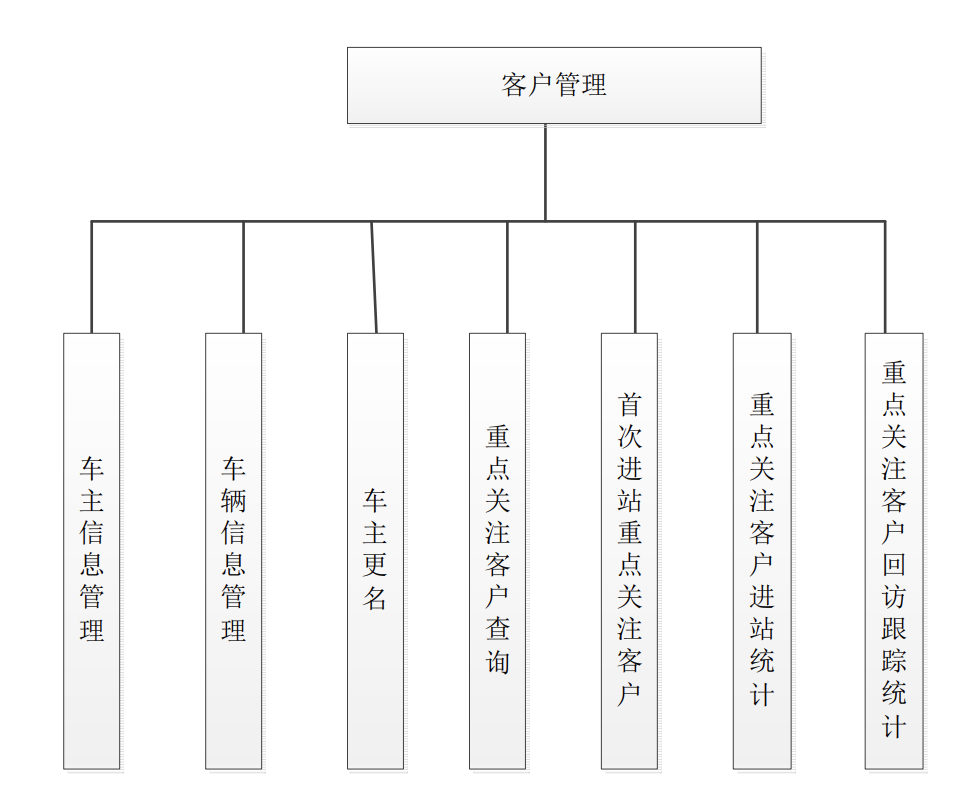 客户管理
车主信息管理
车辆信息管理
车主更名
重点关注客户查询
首次进站重点关注客户
重点关注客户进站统计
重点关注客户回访跟踪统计